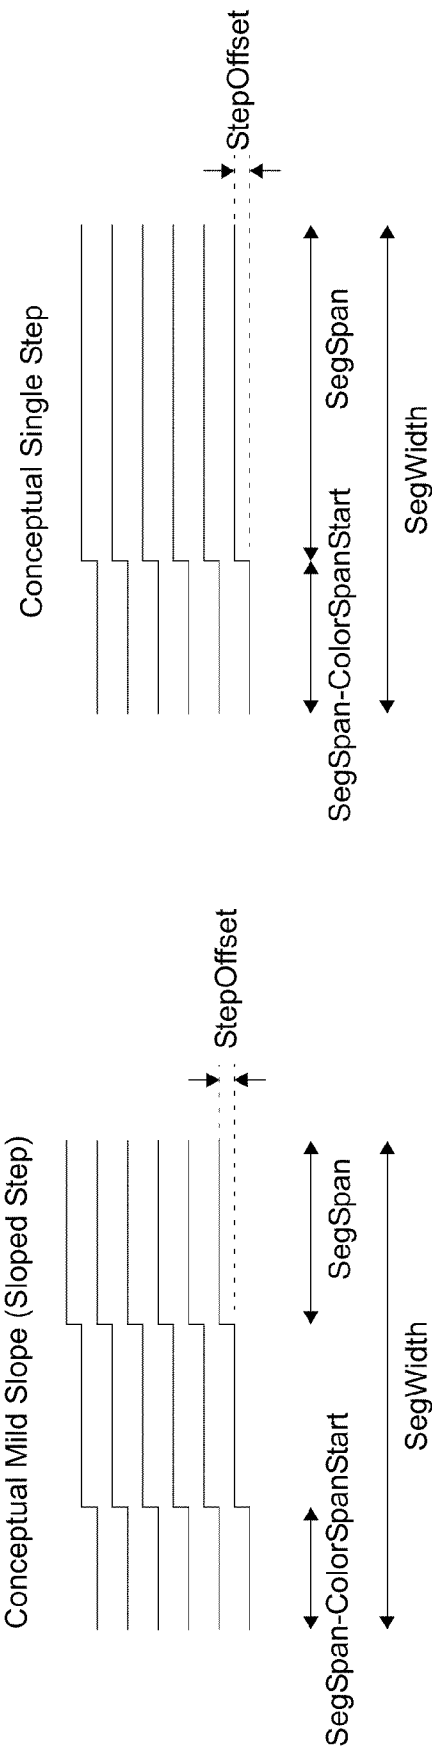 Conceptual Mild Slope (Sloped Step)
StepOffset
SegSpan-ColorSpanStart
SegSpan
SegWidth
Conceptual Single Step
StepOffset
SegSpan-ColorSpanStart
SegSpan
SegWidth